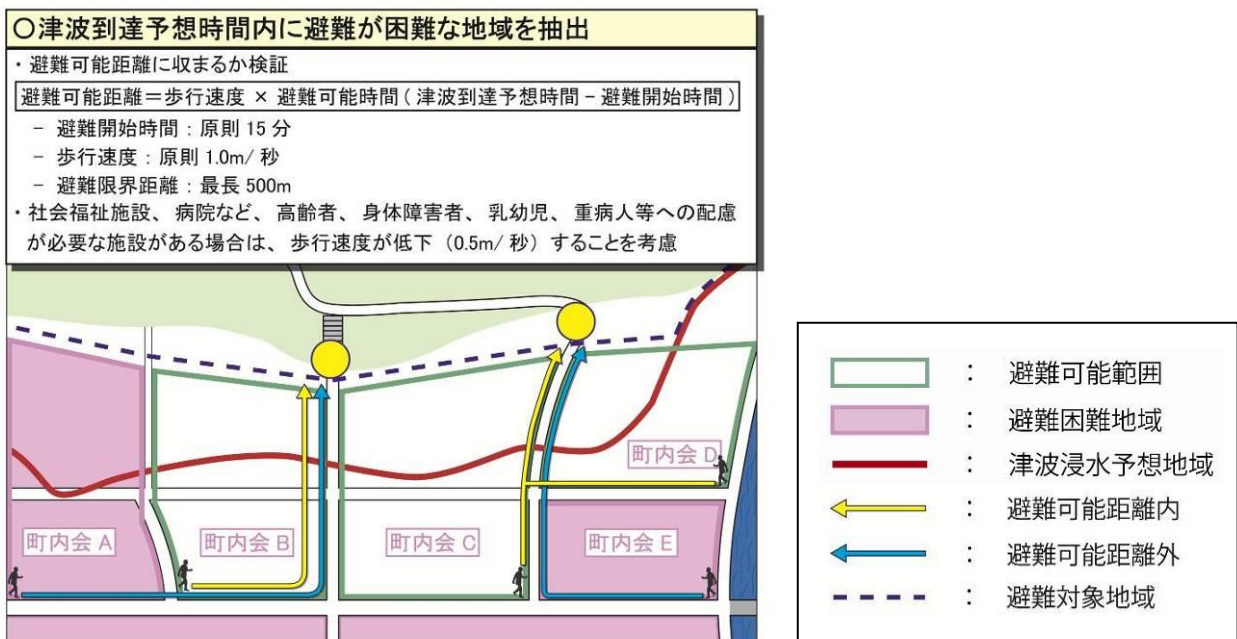 ○津波到達予想時間内に避難が困難な地域を抽出
・避難可能距離に収まるか検証
避難可能距離＝歩行速度 × 避難可能時間（津波到達予想時間－避難開始時間）
－ 避難開始時間：原則 15 分
－ 歩行速度：原則 1.0m/ 秒
－ 避難限界距離：最長 500m
・社会福祉施設、病院など、高齢者、身体障害者、乳幼児、重病人等への配慮
が必要な施設がある場合は、歩行速度が低下（0.5m/ 秒）することを考慮
町内会 D
町内会 A
町内会 B
町内会 C
町内会 E
： 避難可能範囲
： 避難困難地域
： 津波浸水予想地域
： 避難可能距離内
： 避難可能距離外
： 避難対象地域